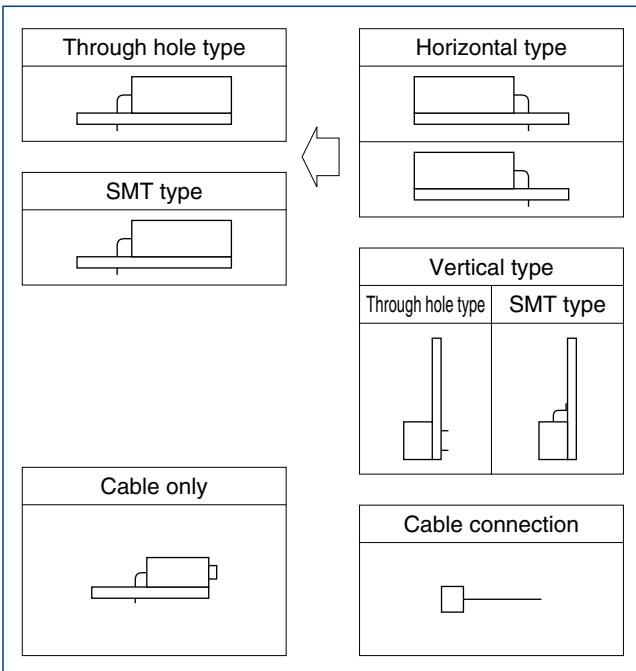 Through hole type
Horizontal type
SMT type
Vertical type
Through hole type
SMT type
Cable only
Cable connection